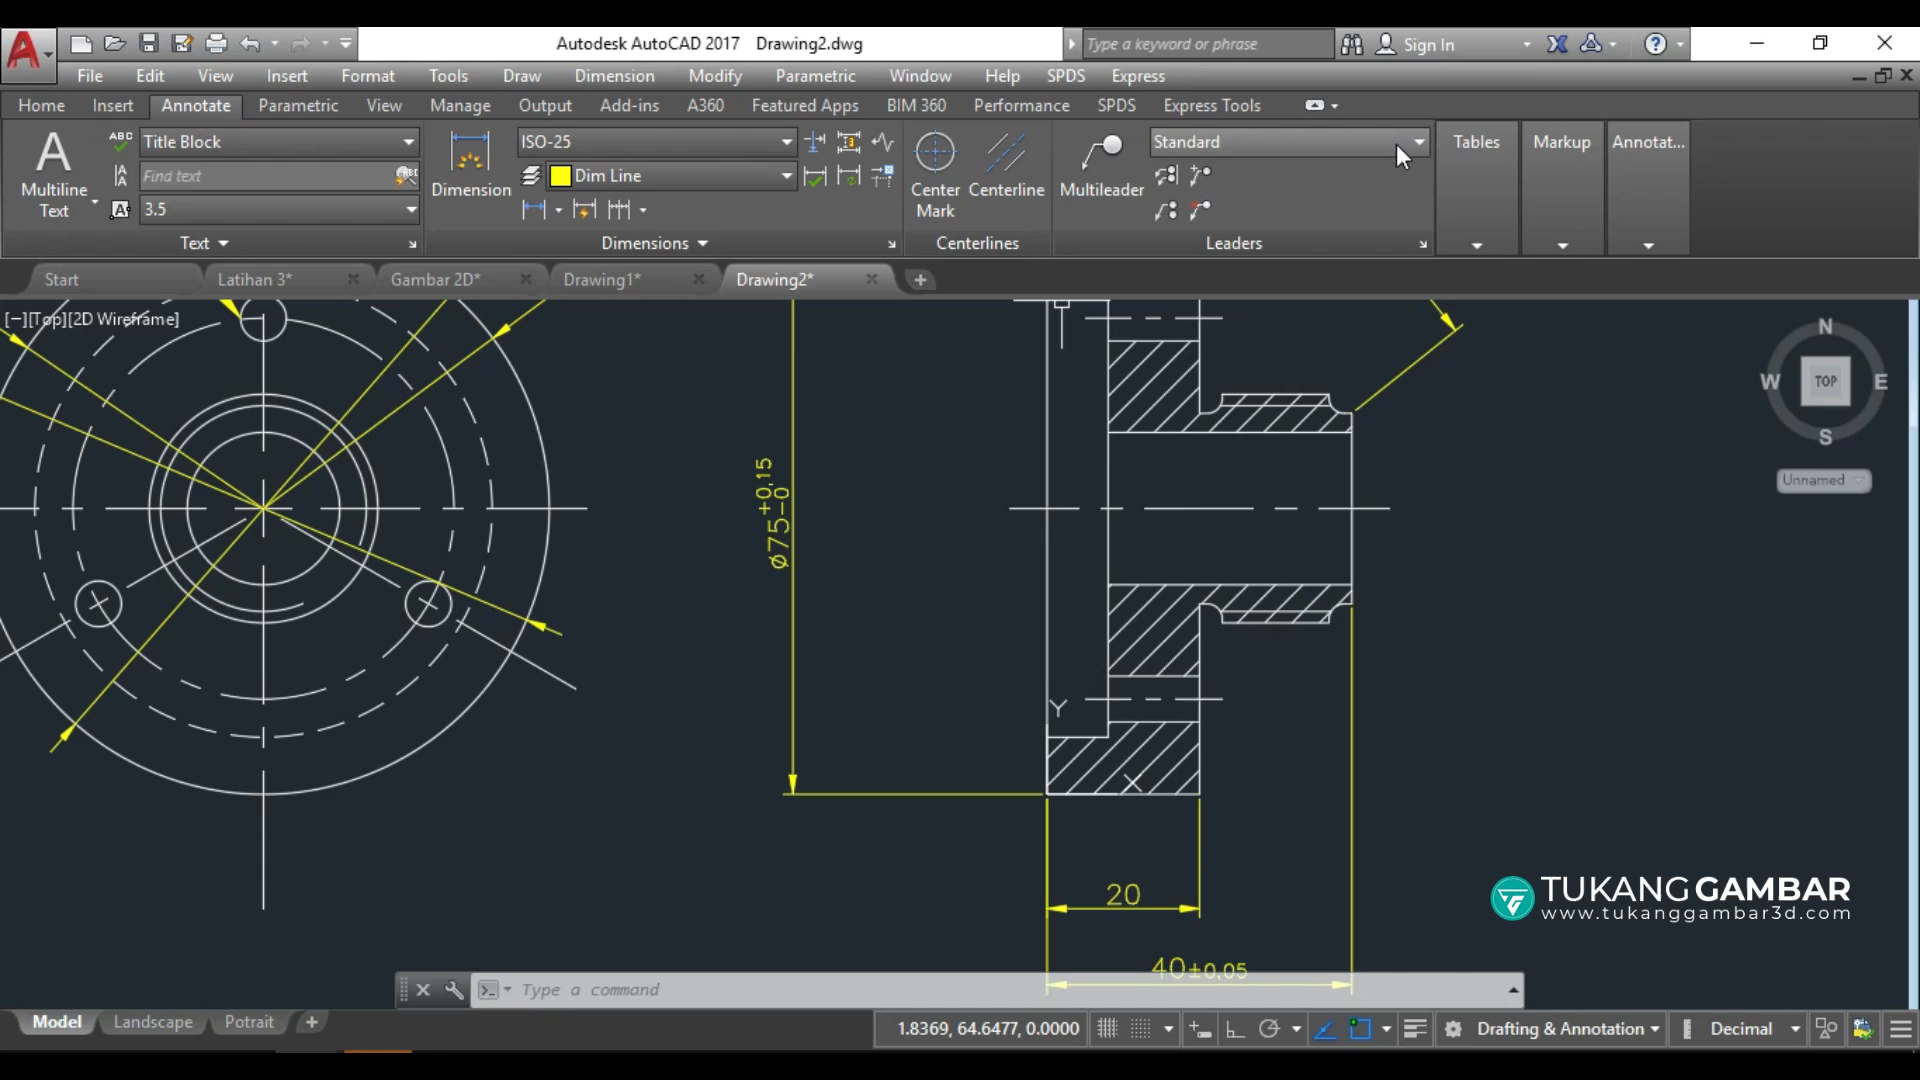 Autodesk AutoCAD 2017 Drawing2.dwg
Type a keyword or phrase
Sign In
File Edit View Insert Format Tools Draw Dimension Modify Parametric Window Help SPDS Express
Home Insert Annotate Parametric View Manage Output Add-ins A360 Featured Apps BIM 360 Performance SPDS Express Tools
Multiline Text
Title Block
Find text
3.5
Text
Dimension
ISO-25
Dim Line
Dimensions
Center Mark
Centerline
Centerlines
Multileader
Standard
Leaders
Tables
Markup
Annotat...
Start Latihan 3* Gambar 2D* Drawing1* Drawing2*
[−][Top][2D Wireframe]
N
W TOP E
S
Unnamed
ø75+0,15-0
Y
X
20
40±0,05
TUKANGGAMBAR
www.tukanggambar3d.com
Type a command
Model Landscape Potrait
1.8369, 64.6477, 0.0000
Drafting & Annotation
Decimal